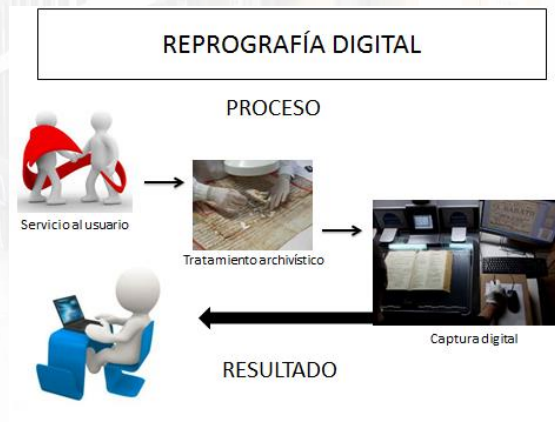 REPROGRAFÍA DIGITAL
PROCESO
Servicio al usuario
Tratamiento archivístico
Captura digital
RESULTADO